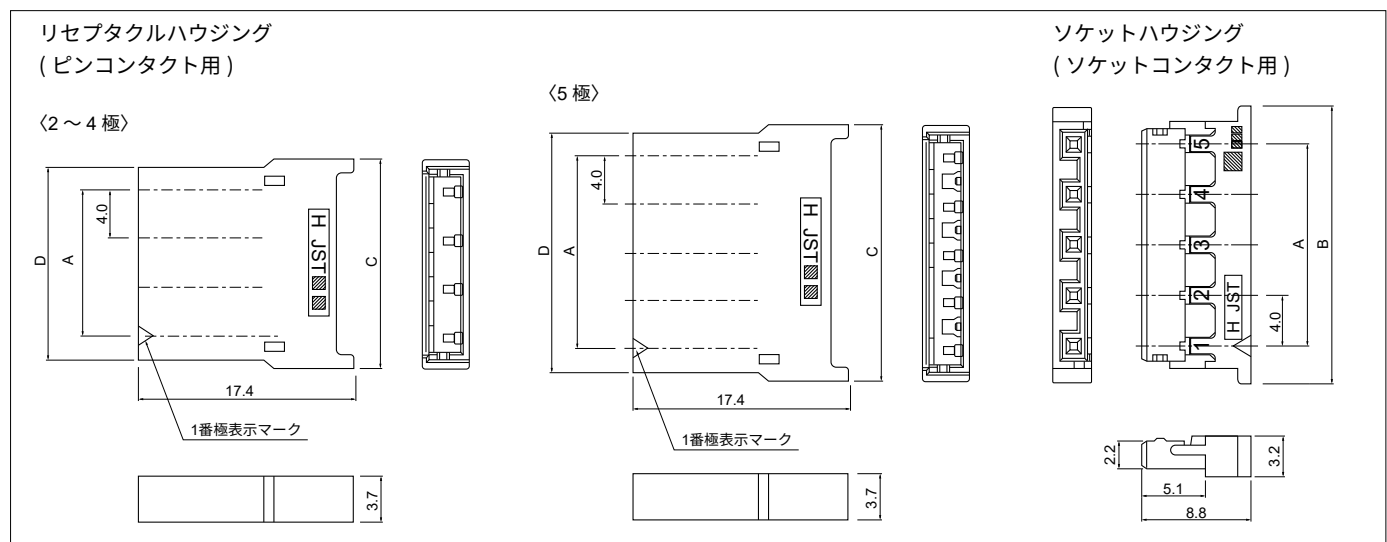 リセプタクルハウジング
( ピンコンタクト用 )
〈2 ～ 4 極〉
D
A
4.0
H JST
C
17.4
1番極表示マーク
3.7
〈5 極〉
D
A
4.0
H JST
C
17.4
1番極表示マーク
3.7
ソケットハウジング
( ソケットコンタクト用 )
5
4
3
2
1
H JST
4.0
A
B
2.2
5.1
8.8
3.2